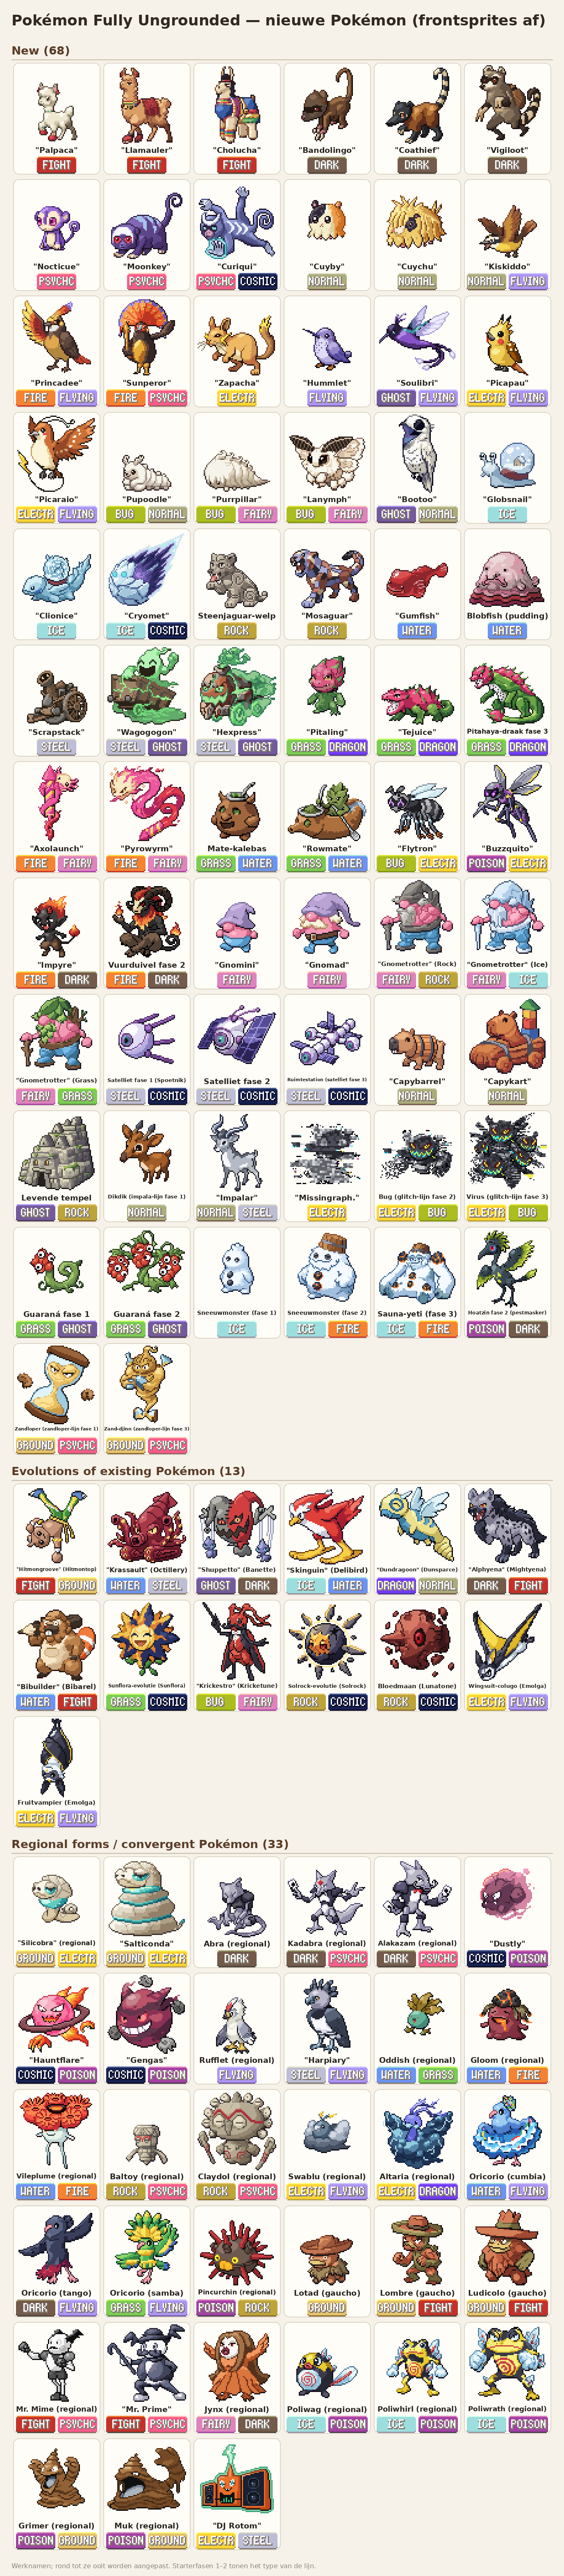 Pokémon Fully Ungrounded — nieuwe Pokémon (frontsprites af)
New (68)
"Palpaca" "Llamauler" "Cholucha" "Bandolingo" "Coathief" "Vigiloot"
FIGHT FIGHT FIGHT DARK DARK DARK
"Nocticue" "Moonkey" "Curiqui" "Cuyby" "Cuychu" "Kiskiddo"
PSYCHC PSYCHC PSYCHC COSMIC NORMAL NORMAL NORMAL FLYING
"Princadee" "Sunperor" "Zapacha" "Hummlet" "Soulibri" "Picapau"
FIRE FLYING FIRE PSYCHC ELECTR FLYING GHOST FLYING ELECTR FLYING
"Picaraio" "Pupoodle" "Purrpillar" "Lanymph" "Bootoo" "Globsnail"
ELECTR FLYING BUG NORMAL BUG FAIRY BUG FAIRY GHOST NORMAL ICE
"Clionice" "Cryomet" Steenjaguar-welp "Mosaguar" "Gumfish" Blobfish (pudding)
ICE ICE COSMIC ROCK ROCK WATER WATER
"Scrapstack" "Wagogogon" "Hexpress" "Pitaling" "Tejuice" Pitahaya-draak fase 3
STEEL STEEL GHOST STEEL GHOST GRASS DRAGON GRASS DRAGON GRASS DRAGON
"Axolaunch" "Pyrowyrm" Mate-kalebas "Rowmate" "Flytron" "Buzzquito"
FIRE FAIRY FIRE FAIRY GRASS WATER GRASS WATER BUG ELECTR POISON ELECTR
"Impyre" Vuurduivel fase 2 "Gnomini" "Gnomad" "Gnometrotter" (Rock) "Gnometrotter" (Ice)
FIRE DARK FIRE DARK FAIRY FAIRY FAIRY ROCK FAIRY ICE
"Gnometrotter" (Grass) Satelliet fase 1 (Spoetnik) Satelliet fase 2 Ruimtestation (satelliet fase 3) "Capybarrel" "Capykart"
FAIRY GRASS STEEL COSMIC STEEL COSMIC STEEL COSMIC NORMAL NORMAL
Levende tempel Dikdik (impala-lijn fase 1) "Impalar" "Missingraph." Bug (glitch-lijn fase 2) Virus (glitch-lijn fase 3)
GHOST ROCK NORMAL NORMAL STEEL ELECTR ELECTR BUG ELECTR BUG
Guaraná fase 1 Guaraná fase 2 Sneeuwmonster (fase 1) Sneeuwmonster (fase 2) Sauna-yeti (fase 3) Hoatzin fase 2 (pestmasker)
GRASS GHOST GRASS GHOST ICE ICE FIRE ICE FIRE POISON DARK
Zandloper (zandloper-lijn fase 1) Zand-djinn (zandloper-lijn fase 3)
GROUND PSYCHC GROUND PSYCHC
Evolutions of existing Pokémon (13)
"Hitmongroove" (Hitmontop) "Krassault" (Octillery) "Shuppetto" (Banette) "Skinguin" (Delibird) "Dundragoon" (Dunsparce) "Alphyena" (Mightyena)
FIGHT GROUND WATER STEEL GHOST DARK ICE WATER DRAGON NORMAL DARK FIGHT
"Bibuilder" (Bibarel) Sunflora-evolutie (Sunflora) "Krickestro" (Kricketune) Solrock-evolutie (Solrock) Bloedmaan (Lunatone) Wingsuit-colugo (Emolga)
WATER FIGHT GRASS COSMIC BUG FAIRY ROCK COSMIC ROCK COSMIC ELECTR FLYING
Fruitvampier (Emolga)
ELECTR FLYING
Regional forms / convergent Pokémon (33)
"Silicobra" (regional) "Salticonda" Abra (regional) Kadabra (regional) Alakazam (regional) "Dustly"
GROUND ELECTR GROUND ELECTR DARK DARK PSYCHC DARK PSYCHC COSMIC POISON
"Hauntflare" "Gengas" Rufflet (regional) "Harpiary" Oddish (regional) Gloom (regional)
COSMIC POISON COSMIC POISON FLYING STEEL FLYING WATER GRASS WATER FIRE
Vileplume (regional) Baltoy (regional) Claydol (regional) Swablu (regional) Altaria (regional) Oricorio (cumbia)
WATER FIRE ROCK PSYCHC ROCK PSYCHC ELECTR FLYING ELECTR DRAGON WATER FLYING
Oricorio (tango) Oricorio (samba) Pincurchin (regional) Lotad (gaucho) Lombre (gaucho) Ludicolo (gaucho)
DARK FLYING GRASS FLYING POISON ROCK GROUND GROUND FIGHT GROUND FIGHT
Mr. Mime (regional) "Mr. Prime" Jynx (regional) Poliwag (regional) Poliwhirl (regional) Poliwrath (regional)
FIGHT PSYCHC FIGHT PSYCHC FAIRY DARK ICE POISON ICE POISON ICE POISON
Grimer (regional) Muk (regional) "DJ Rotom"
POISON GROUND POISON GROUND ELECTR STEEL
Werknamen; rond tot ze ooit worden aangepast. Starterfasen 1–2 tonen het type van de lijn.